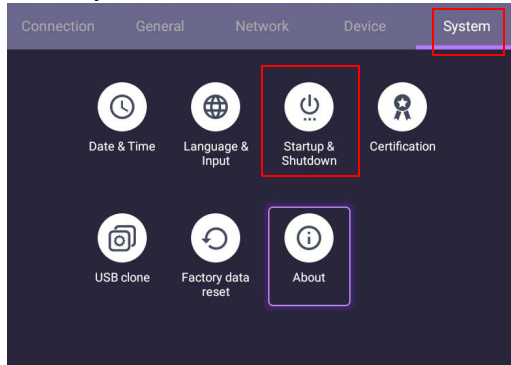 Connection General Network Device System
Date & Time Language & Startup & Certification
Input Shutdown
USB clone Factory data About
reset